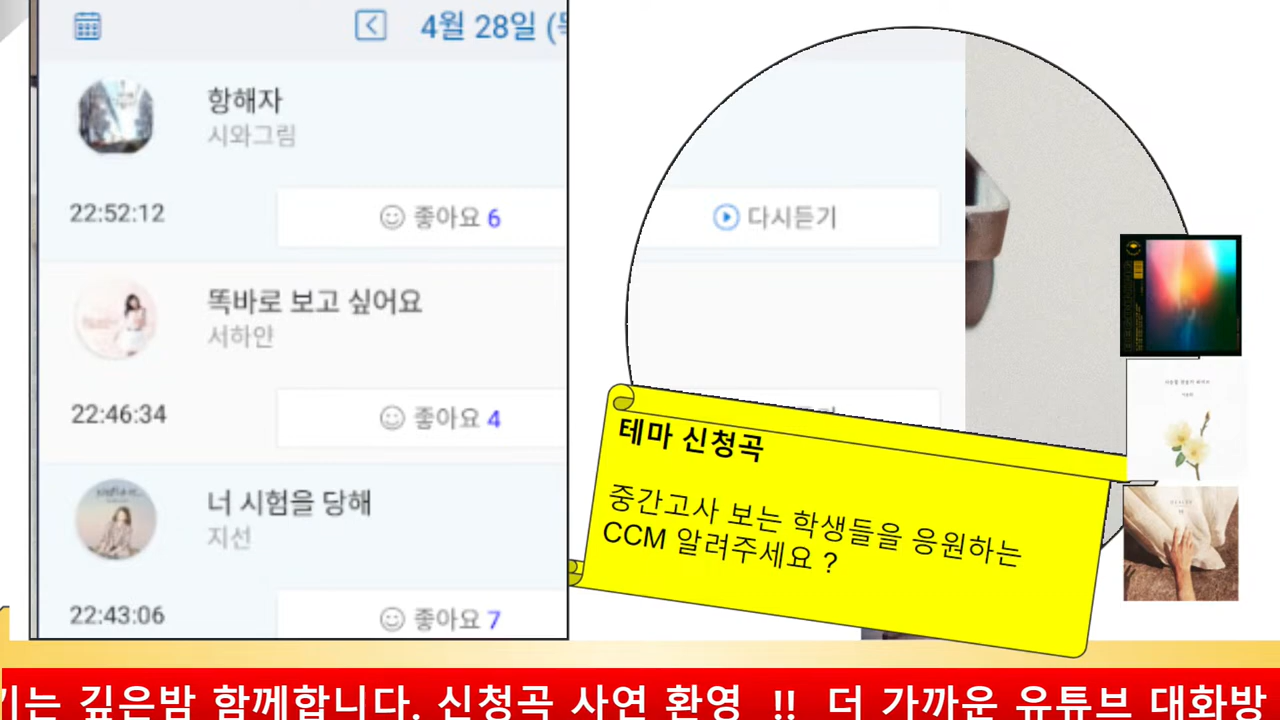 4월 28일
항해자
시와그림
22:52:12
좋아요 6
다시듣기
똑바로 보고 싶어요
서하얀
22:46:34
좋아요 4
너 시험을 당해
지선
22:43:06
좋아요 7
테마 신청곡
중간고사 보는 학생들을 응원하는
CCM 알려주세요 ?
는 깊은밤 함께합니다. 신청곡 사연 환영 !! 더 가까운 유튜브 대화방